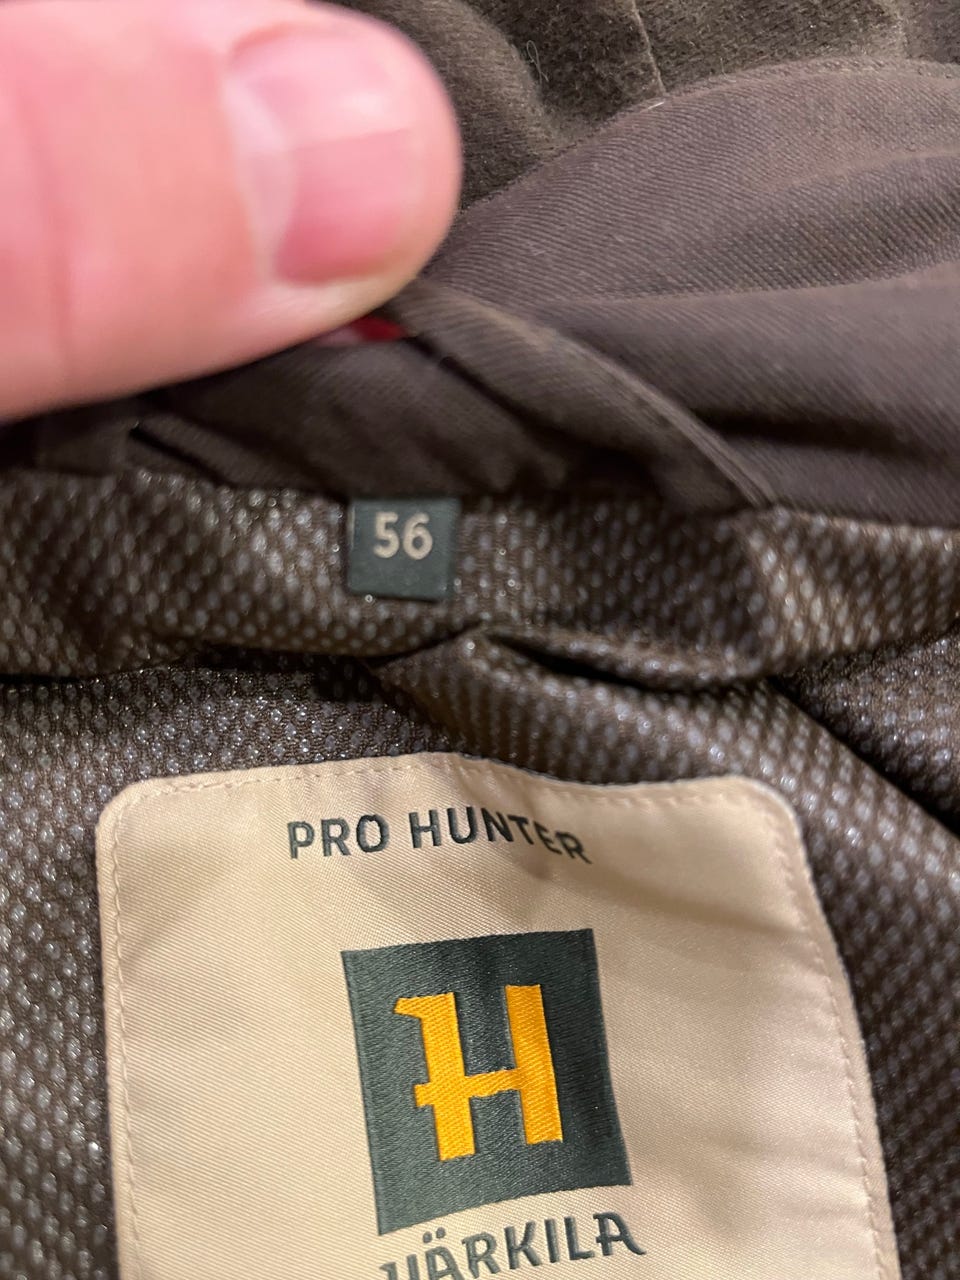 56
PRO HUNTER
H
HÄRKILA